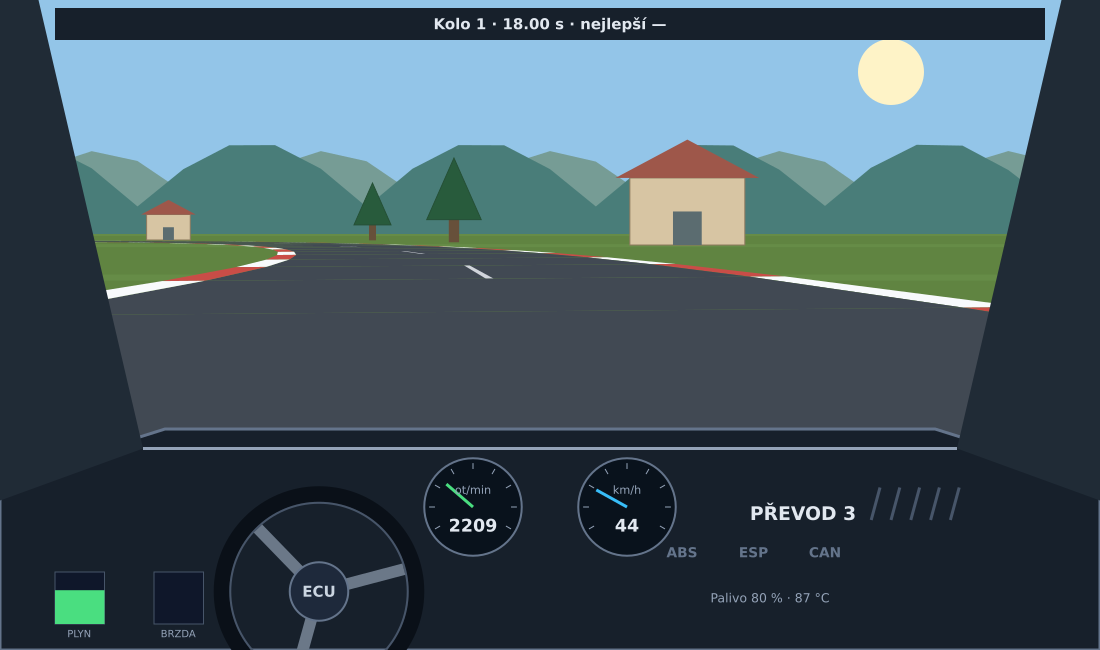 Kolo 1 · 18.00 s · nejlepší —
ot/min
2209
km/h
44
PŘEVOD 3
ABS ESP CAN
ECU
Palivo 80 % · 87 °C
PLYN
BRZDA